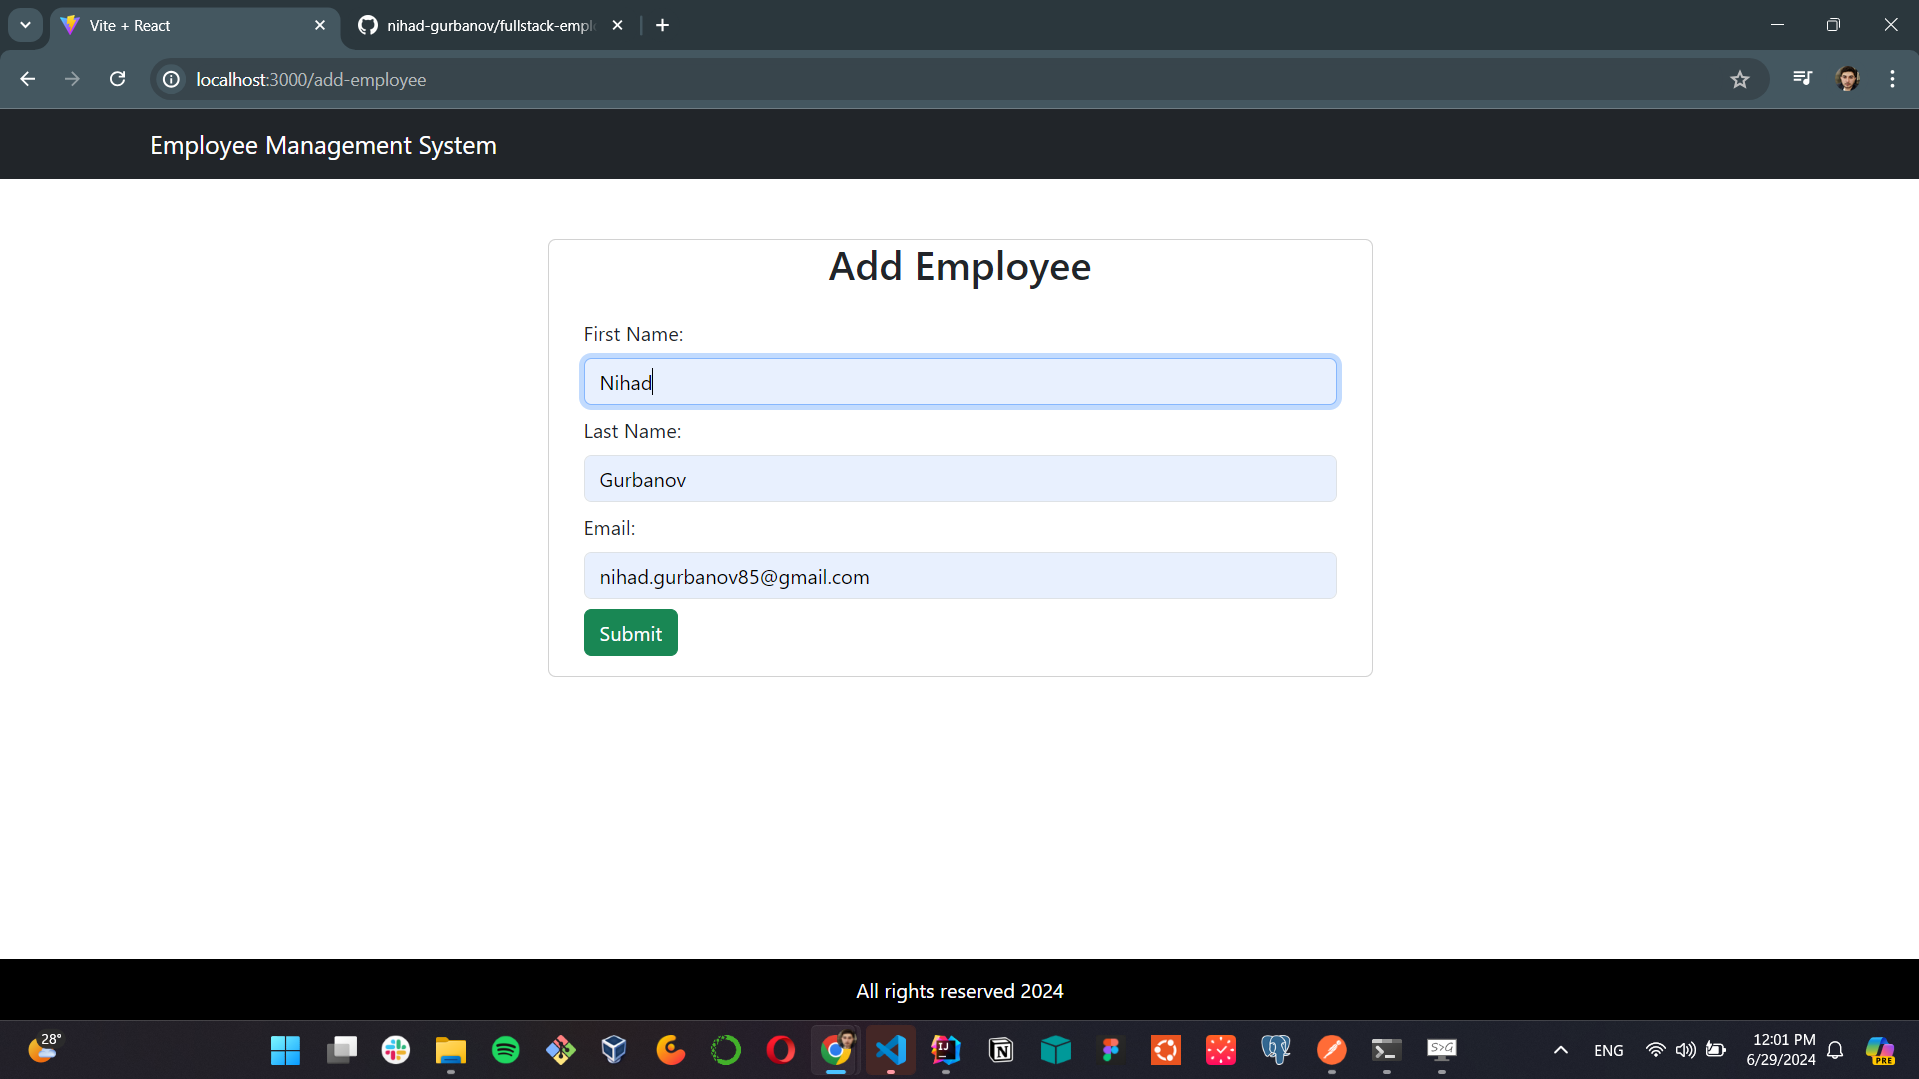 Vite + React
nihad-gurbanov/fullstack-empl
localhost:3000/add-employee
Employee Management System
Add Employee
First Name:
Nihad
Last Name:
Gurbanov
Email:
nihad.gurbanov85@gmail.com
Submit
All rights reserved 2024
28°
IJ
S>G
ENG
12:01 PM
6/29/2024
PRE